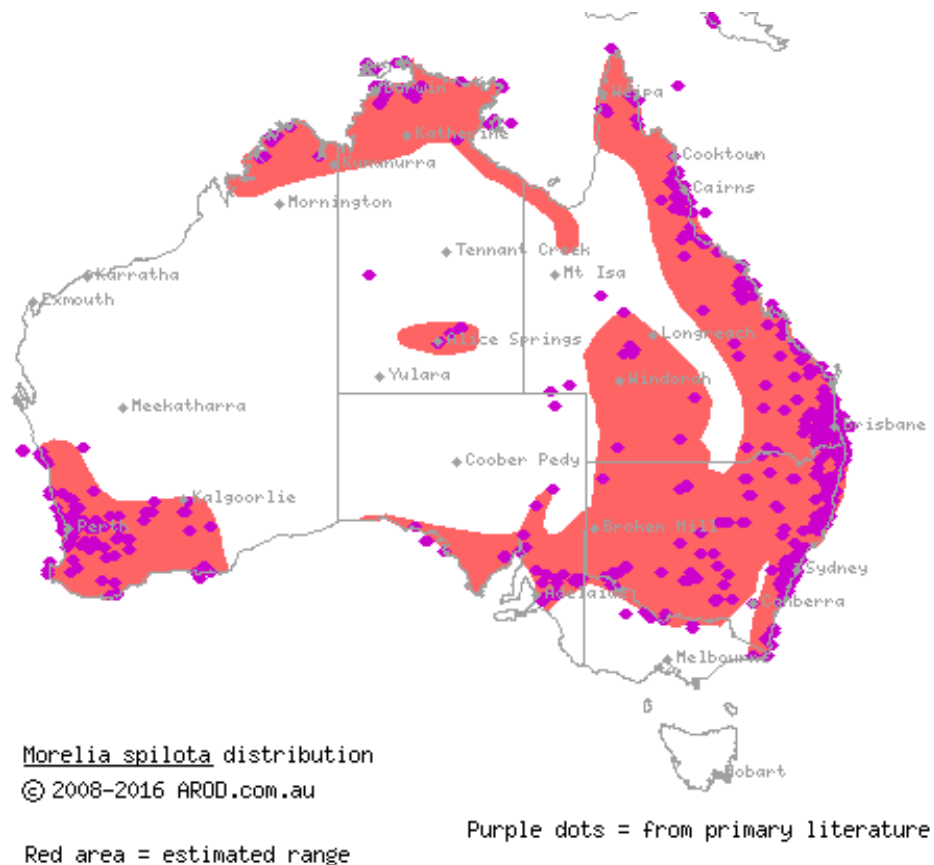 Weipa
Darwin
Katherine
Cooktown
Kununurra
Cairns
Mornington
Tennant Creek
Karratha
Mt Isa
Exmouth
Longreach
Alice Springs
Yulara
Windorah
Meekatharra
Brisbane
Coober Pedy
Kalgoorlie
Perth
Broken Hill
Sydney
Adelaide
Canberra
Melbourne
Hobart
Morelia spilota distribution
© 2008-2016 AROD.com.au
Purple dots = from primary literature
Red area = estimated range